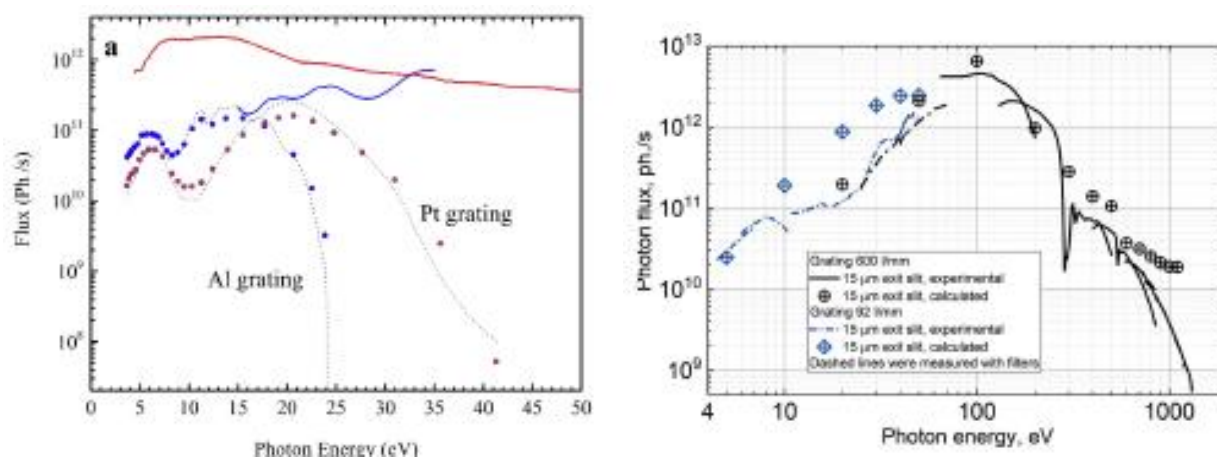 a
Flux (Ph./s)
10¹²
10¹¹
10¹⁰
10⁹
10⁸
Pt grating
Al grating
0 5 10 15 20 25 30 35 40 45 50
Photon Energy (eV)
Photon flux, ph./s
10¹³
10¹²
10¹¹
10¹⁰
10⁹
Grating 600 l/mm
15 µm exit slit, experimental
15 µm exit slit, calculated
Grating 92 l/mm
15 µm exit slit, experimental
15 µm exit slit, calculated
Dashed lines were measured with filters
4 10 100 1000
Photon energy, eV